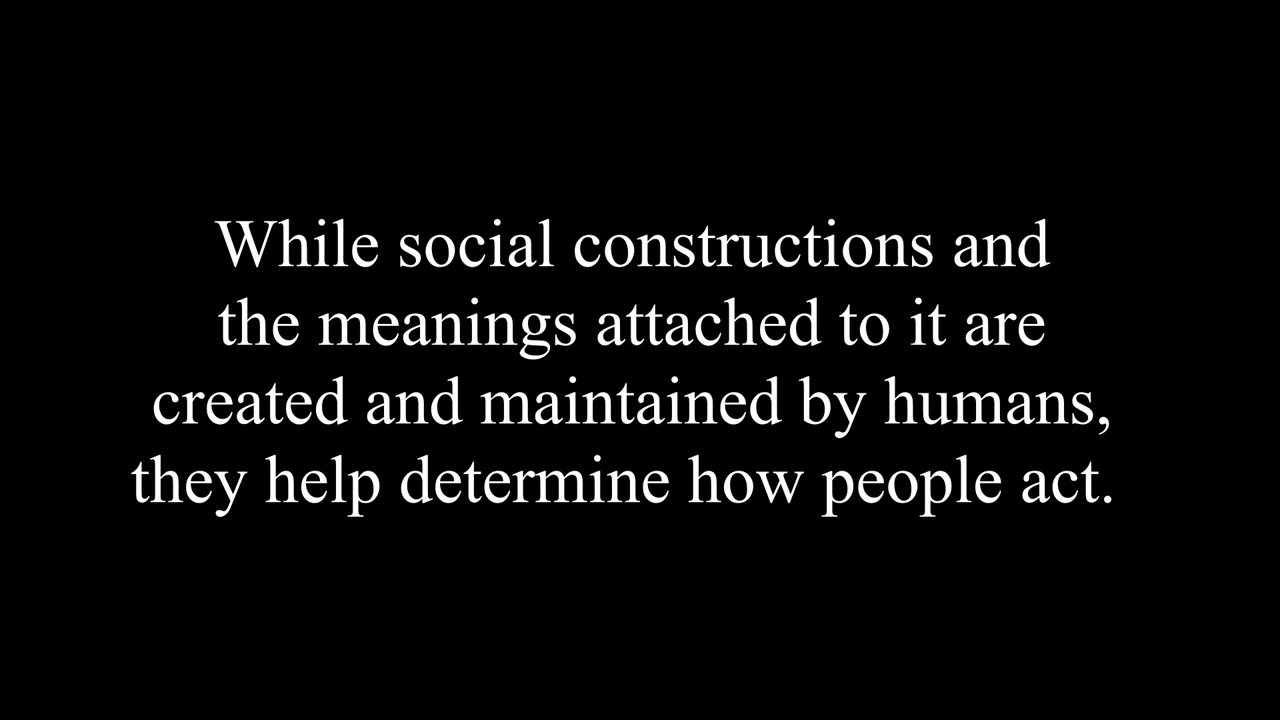 While social constructions and
the meanings attached to it are
created and maintained by humans,
they help determine how people act.